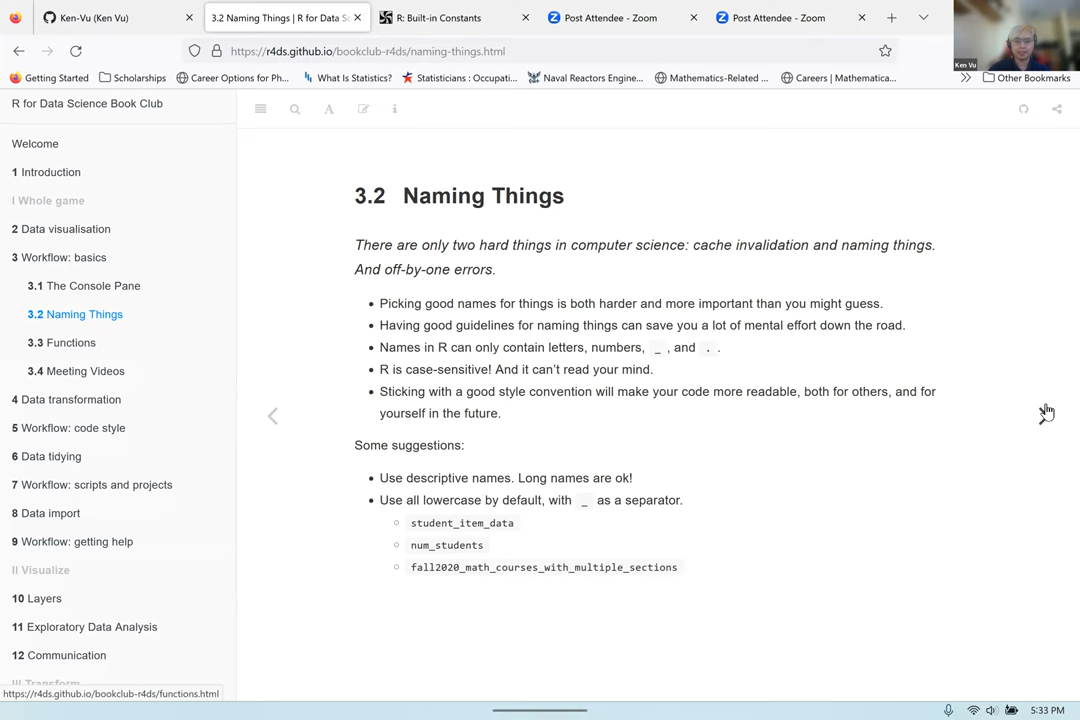 Ken-Vu (Ken Vu)
3.2 Naming Things | R for Data Sc
R: Built-in Constants
Post Attendee - Zoom
Post Attendee - Zoom
https://r4ds.github.io/bookclub-r4ds/naming-things.html
Ken Vu
Getting Started
Scholarships
Career Options for Ph...
What Is Statistics?
Statisticians : Occupati...
Naval Reactors Engine...
Mathematics-Related ...
Careers | Mathematica...
Other Bookmarks
R for Data Science Book Club
Welcome
1 Introduction
I Whole game
2 Data visualisation
3 Workflow: basics
3.1 The Console Pane
3.2 Naming Things
3.3 Functions
3.4 Meeting Videos
4 Data transformation
5 Workflow: code style
6 Data tidying
7 Workflow: scripts and projects
8 Data import
9 Workflow: getting help
II Visualize
10 Layers
11 Exploratory Data Analysis
12 Communication
III Transform
https://r4ds.github.io/bookclub-r4ds/functions.html
3.2 Naming Things
There are only two hard things in computer science: cache invalidation and naming things.
And off-by-one errors.
• Picking good names for things is both harder and more important than you might guess.
• Having good guidelines for naming things can save you a lot of mental effort down the road.
• Names in R can only contain letters, numbers, _ , and . .
• R is case-sensitive! And it can't read your mind.
• Sticking with a good style convention will make your code more readable, both for others, and for
yourself in the future.
Some suggestions:
• Use descriptive names. Long names are ok!
• Use all lowercase by default, with _ as a separator.
◦ student_item_data
◦ num_students
◦ fall2020_math_courses_with_multiple_sections
5:33 PM